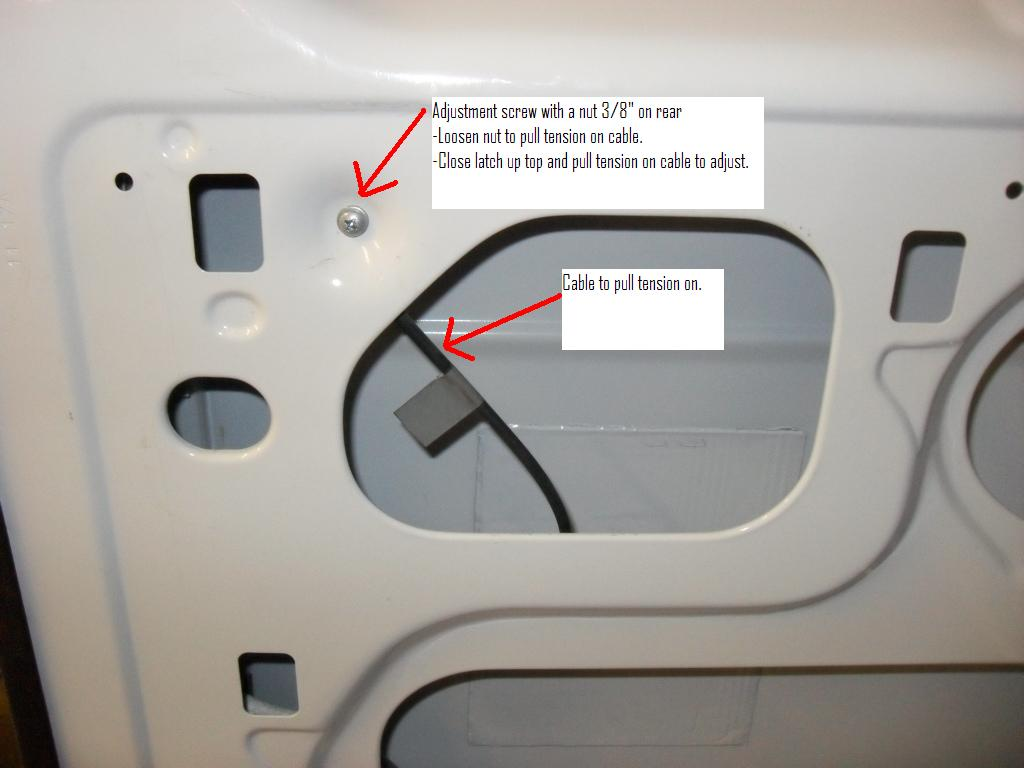 Adjustment screw with a nut 3/8" on rear
-Loosen nut to pull tension on cable.
-Close latch up top and pull tension on cable to adjust.
Cable to pull tension on.